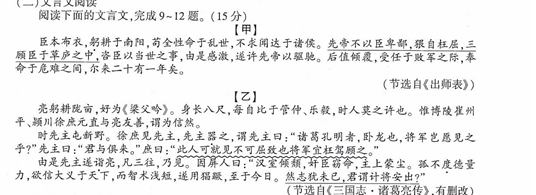 (二)文言文阅读
阅读下面的文言文,完成9~12题。(15分)
【甲】
臣本布衣,躬耕于南阳,苟全性命于乱世,不求闻达于诸侯。先帝不以臣卑鄙,猥自枉屈,三
顾臣于草庐之中,咨臣以当世之事,由是感激,遂许先帝以驱驰。后值倾覆,受任于败军之际,奉
命于危难之间,尔来二十有一年矣。
(节选自《出师表》)
【乙】
亮躬耕陇亩,好为《梁父吟》。身长八尺,每自比于管仲、乐毅,时人莫之许也。惟博陵崔州
平、颍川徐庶元直与亮友善,谓为信然。
时先主屯新野。徐庶见先主,先主器之,谓先主曰:“诸葛孔明者,卧龙也,将军岂愿见之
乎?”先主曰:“君与俱来。”庶曰:“此人可就见不可屈致也将军宜枉驾顾之。”
由是先主遂诣亮,凡三往,乃见。因屏人曰:“汉室倾颓,奸臣窃命,主上蒙尘。孤不度德量
力,欲信大义于天下,而智术浅短,遂用猖蹶,至于今日。然志犹未已,君谓计将安出?”
(节选自《三国志·诸葛亮传》,有删改)